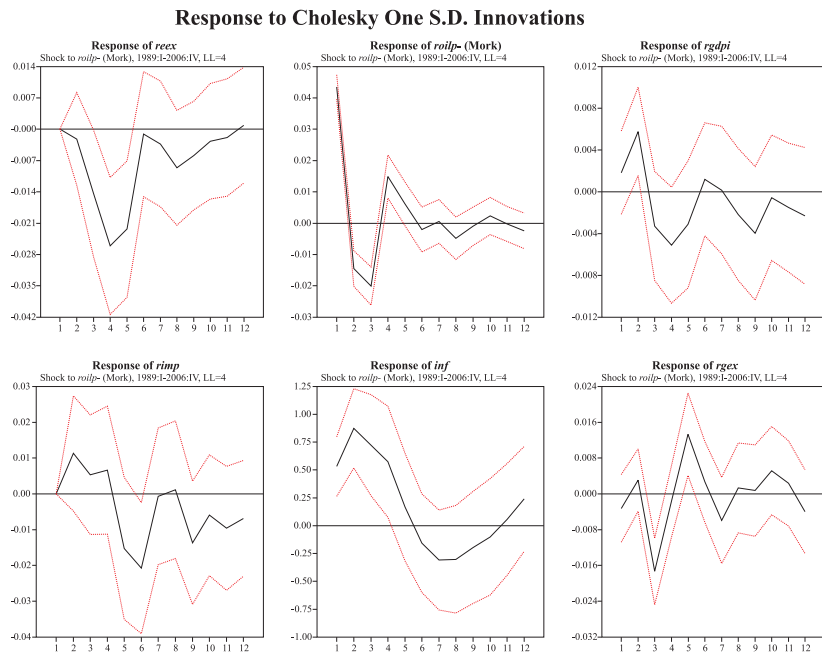 Response to Cholesky One S.D. Innovations
Response of reex
Shock to roilp- (Mork), 1989:I-2006:IV, LL=4
0.014
0.007
-0.000
-0.007
-0.014
-0.021
-0.028
-0.035
-0.042
1 2 3 4 5 6 7 8 9 10 11 12
Response of roilp- (Mork)
Shock to roilp- (Mork), 1989:I-2006:IV, LL=4
0.05
0.04
0.03
0.02
0.01
0.00
-0.01
-0.02
-0.03
1 2 3 4 5 6 7 8 9 10 11 12
Response of rgdpi
Shock to roilp- (Mork), 1989:I-2006:IV, LL=4
0.012
0.008
0.004
0.000
-0.004
-0.008
-0.012
1 2 3 4 5 6 7 8 9 10 11 12
Response of rimp
Shock to roilp- (Mork), 1989:I-2006:IV, LL=4
0.03
0.02
0.01
0.00
-0.01
-0.02
-0.03
-0.04
1 2 3 4 5 6 7 8 9 10 11 12
Response of inf
Shock to roilp- (Mork), 1989:I-2006:IV, LL=4
1.25
1.00
0.75
0.50
0.25
0.00
-0.25
-0.50
-0.75
-1.00
1 2 3 4 5 6 7 8 9 10 11 12
Response of rgex
Shock to roilp- (Mork), 1989:I-2006:IV, LL=4
0.024
0.016
0.008
0.000
-0.008
-0.016
-0.024
-0.032
1 2 3 4 5 6 7 8 9 10 11 12